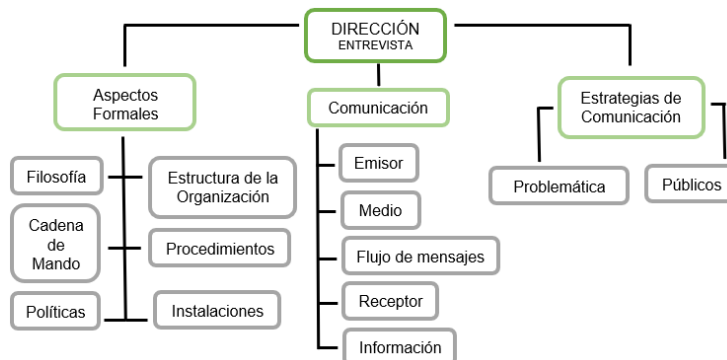 DIRECCIÓN
ENTREVISTA
Aspectos
Formales
Filosofía
Estructura de la
Organización
Cadena
de
Mando
Procedimientos
Políticas
Instalaciones
Comunicación
Emisor
Medio
Flujo de mensajes
Receptor
Información
Estrategias de
Comunicación
Problemática
Públicos